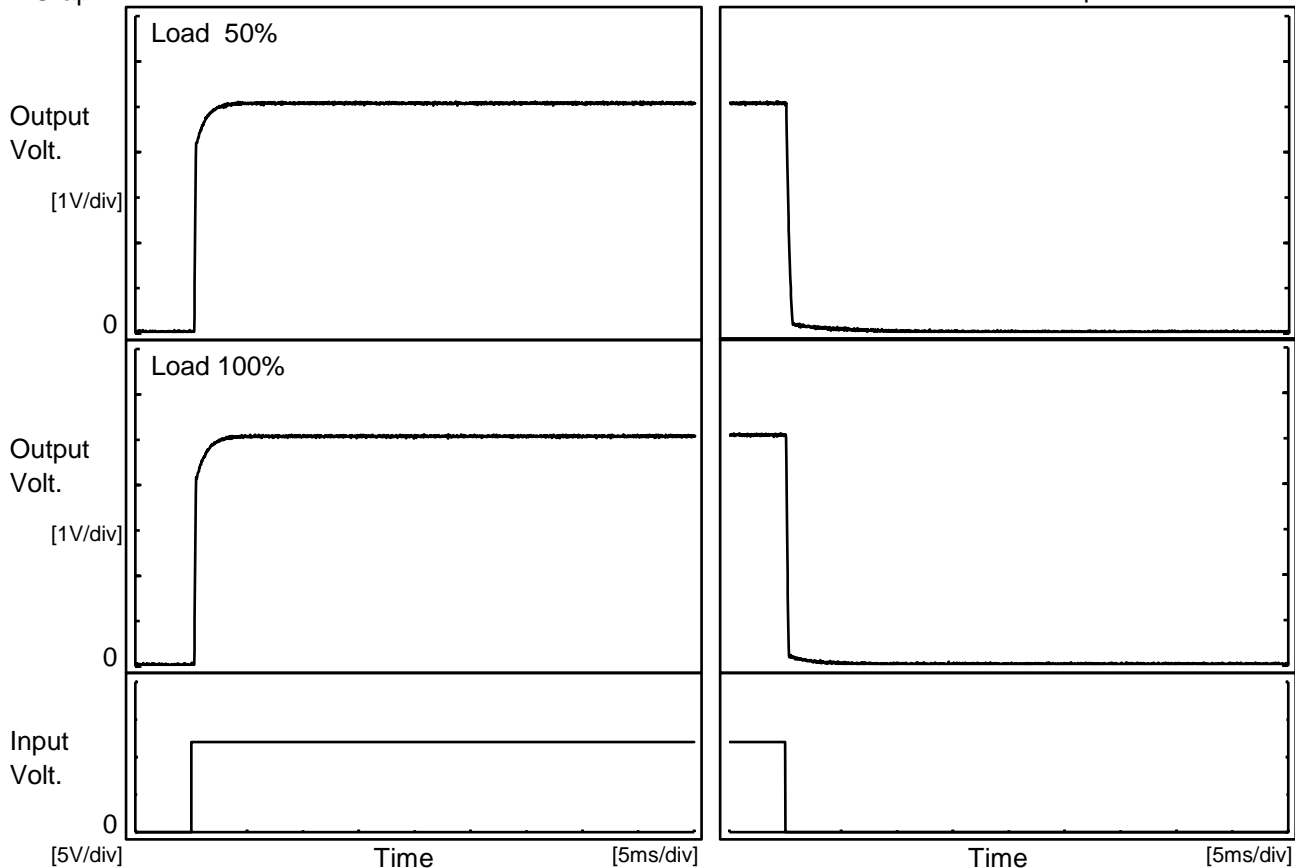 Load 50%
Output
Volt.
[1V/div]
0
Load 100%
Output
Volt.
[1V/div]
0
Input
Volt.
0
[5V/div] Time [5ms/div] Time [5ms/div]